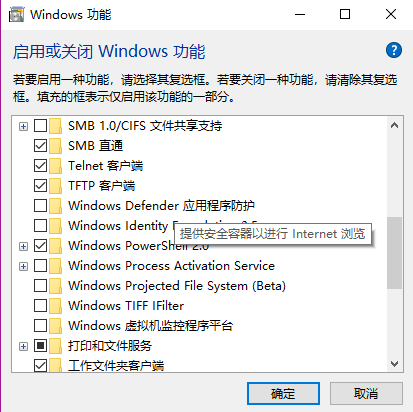 Windows 功能
启用或关闭 Windows 功能
若要启用一种功能，请选择其复选框。若要关闭一种功能，请清除其复选
框。填充的框表示仅启用该功能的一部分。
SMB 1.0/CIFS 文件共享支持
SMB 直通
Telnet 客户端
TFTP 客户端
Windows Defender 应用程序防护
Windows Identity
提供安全容器以进行 Internet 浏览
Windows PowerShell 2.0
Windows Process Activation Service
Windows Projected File System (Beta)
Windows TIFF IFilter
Windows 虚拟机监控程序平台
打印和文件服务
工作文件夹客户端
确定
取消